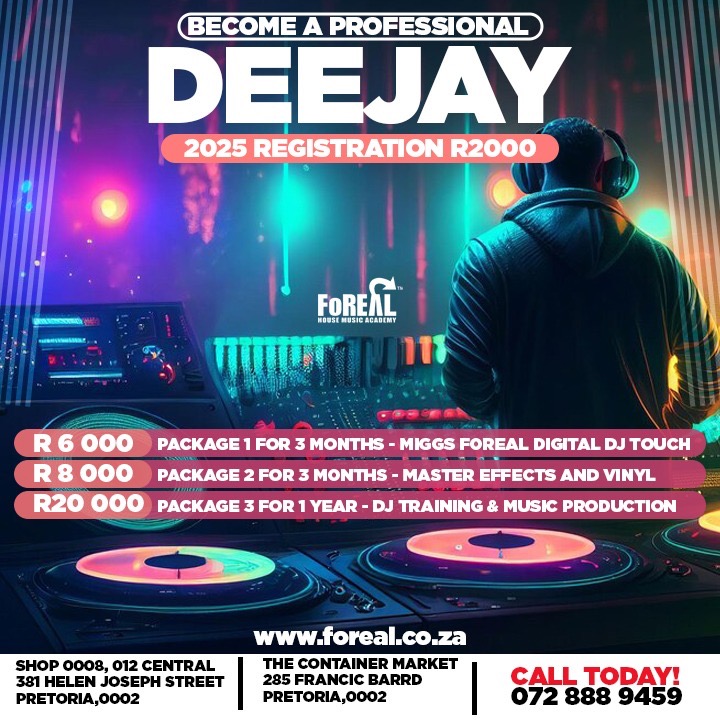 BECOME A PROFESSIONAL
DEEJAY
2025 REGISTRATION R2000
FoREAL™
HOUSE MUSIC ACADEMY
R 6 000 PACKAGE 1 FOR 3 MONTHS - MIGGS FOREAL DIGITAL DJ TOUCH
R 8 000 PACKAGE 2 FOR 3 MONTHS - MASTER EFFECTS AND VINYL
R20 000 PACKAGE 3 FOR 1 YEAR - DJ TRAINING & MUSIC PRODUCTION
www.foreal.co.za
SHOP 0008, 012 CENTRAL
381 HELEN JOSEPH STREET
PRETORIA,0002
THE CONTAINER MARKET
285 FRANCIC BARRD
PRETORIA,0002
CALL TODAY!
072 888 9459